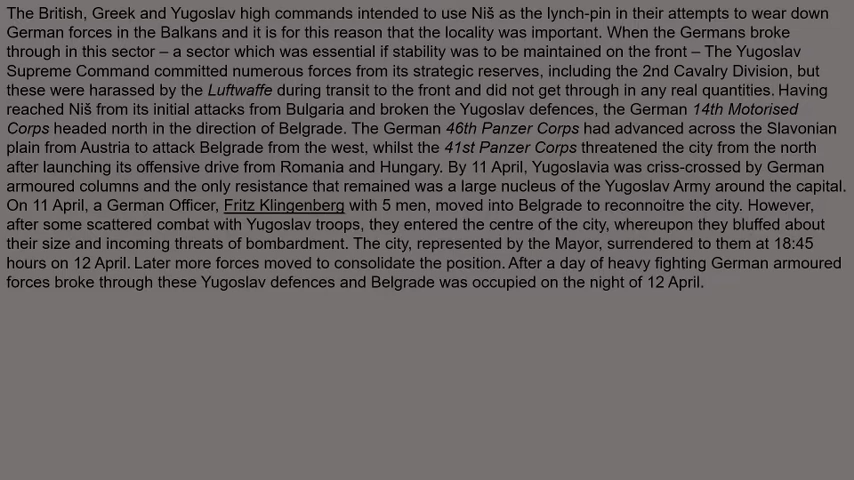 The British, Greek and Yugoslav high commands intended to use Niš as the lynch-pin in their attempts to wear down
German forces in the Balkans and it is for this reason that the locality was important. When the Germans broke
through in this sector – a sector which was essential if stability was to be maintained on the front – The Yugoslav
Supreme Command committed numerous forces from its strategic reserves, including the 2nd Cavalry Division, but
these were harassed by the Luftwaffe during transit to the front and did not get through in any real quantities. Having
reached Niš from its initial attacks from Bulgaria and broken the Yugoslav defences, the German 14th Motorised
Corps headed north in the direction of Belgrade. The German 46th Panzer Corps had advanced across the Slavonian
plain from Austria to attack Belgrade from the west, whilst the 41st Panzer Corps threatened the city from the north
after launching its offensive drive from Romania and Hungary. By 11 April, Yugoslavia was criss-crossed by German
armoured columns and the only resistance that remained was a large nucleus of the Yugoslav Army around the capital.
On 11 April, a German Officer, Fritz Klingenberg with 5 men, moved into Belgrade to reconnoitre the city. However,
after some scattered combat with Yugoslav troops, they entered the centre of the city, whereupon they bluffed about
their size and incoming threats of bombardment. The city, represented by the Mayor, surrendered to them at 18:45
hours on 12 April. Later more forces moved to consolidate the position. After a day of heavy fighting German armoured
forces broke through these Yugoslav defences and Belgrade was occupied on the night of 12 April.